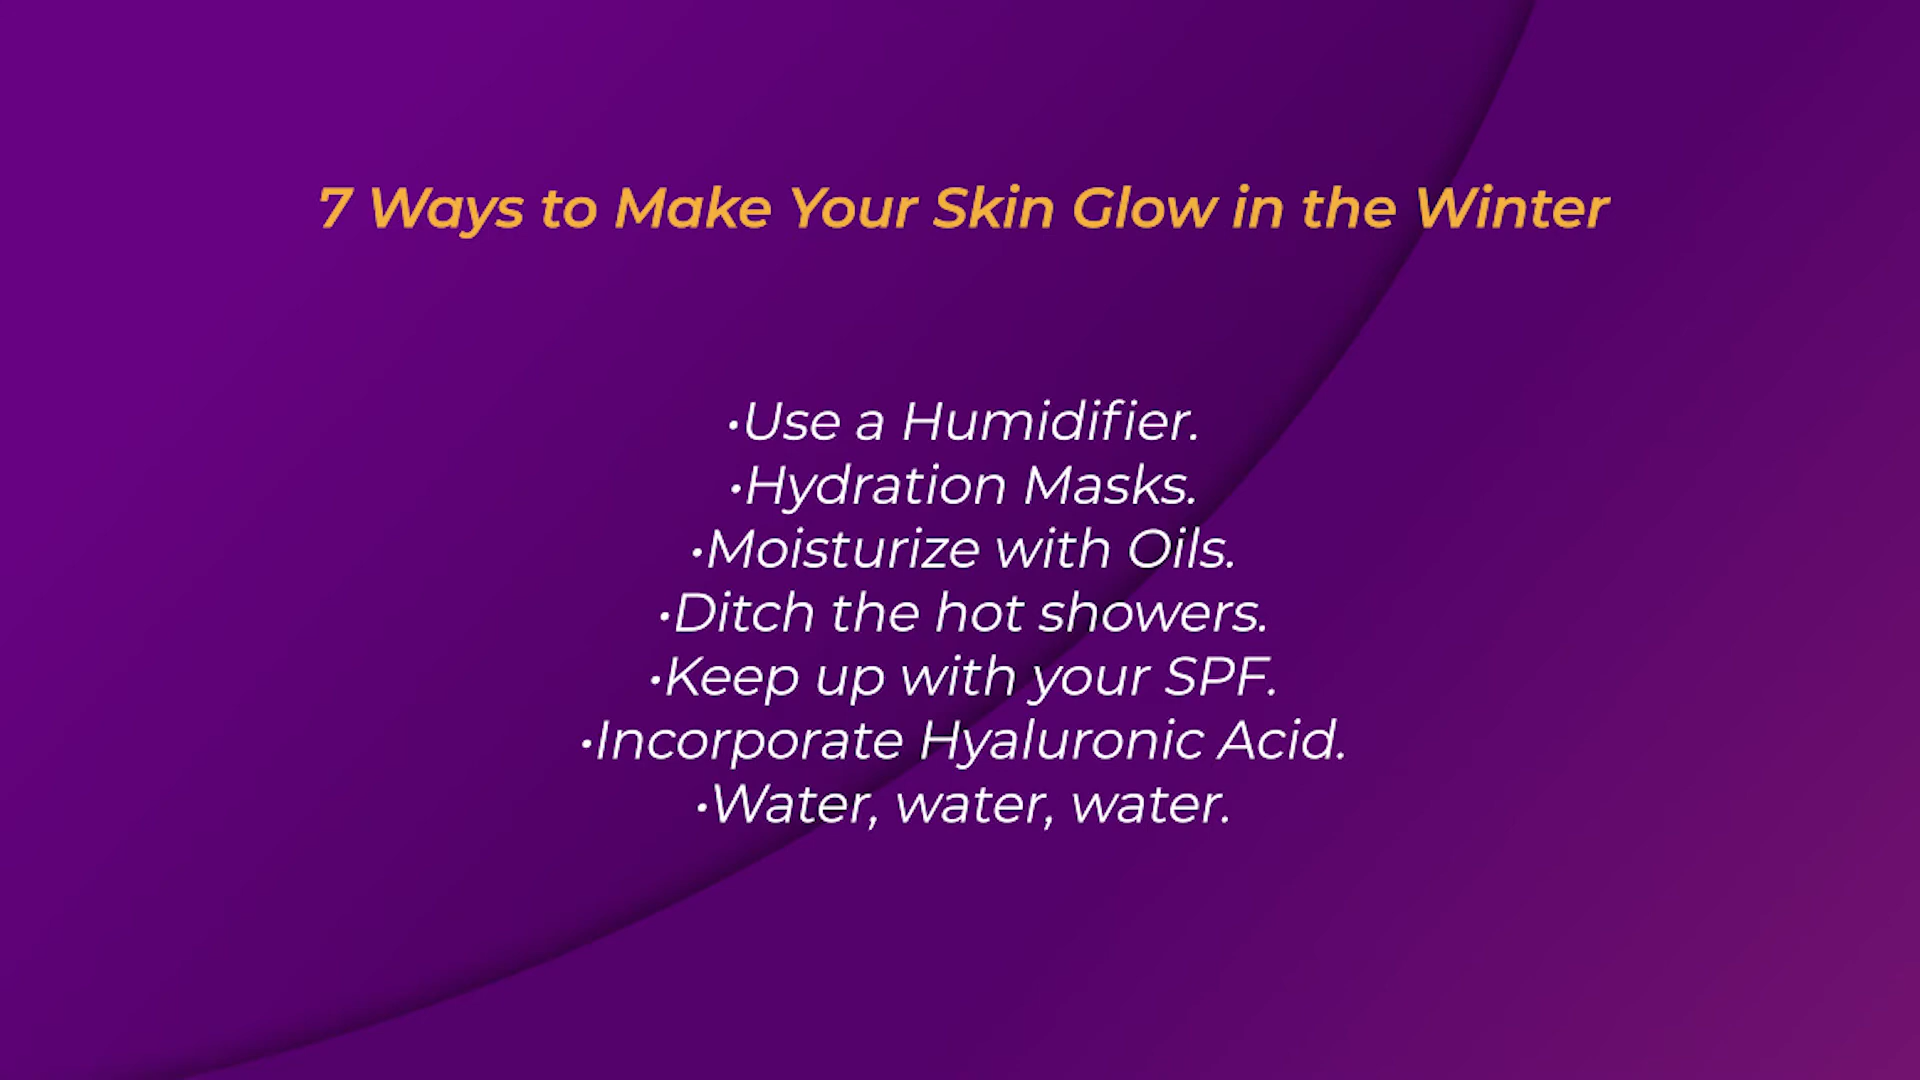 7 Ways to Make Your Skin Glow in the Winter
•Use a Humidifier.
•Hydration Masks.
•Moisturize with Oils.
•Ditch the hot showers.
•Keep up with your SPF.
•Incorporate Hyaluronic Acid.
•Water, water, water.